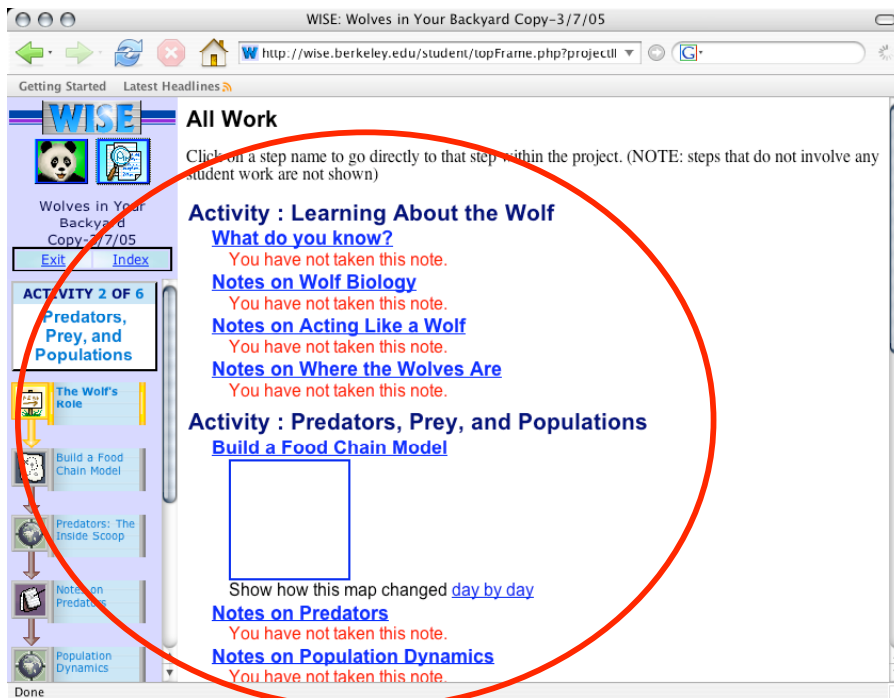 WISE: Wolves in Your Backyard Copy-3/7/05
http://wise.berkeley.edu/student/topFrame.php?projectI
G
Getting Started Latest Headlines
WISE
Wolves in Your
Backyard
Copy-3/7/05
Exit Index
ACTIVITY 2 OF 6
Predators,
Prey, and
Populations
The Wolf's
Role
Build a Food
Chain Model
Predators: The
Inside Scoop
Notes on
Predators
Population
Dynamics
All Work
Click on a step name to go directly to that step within the project. (NOTE: steps that do not involve any
student work are not shown)
Activity : Learning About the Wolf
What do you know?
You have not taken this note.
Notes on Wolf Biology
You have not taken this note.
Notes on Acting Like a Wolf
You have not taken this note.
Notes on Where the Wolves Are
You have not taken this note.
Activity : Predators, Prey, and Populations
Build a Food Chain Model
Show how this map changed day by day
Notes on Predators
You have not taken this note.
Notes on Population Dynamics
You have not taken this note.
Done